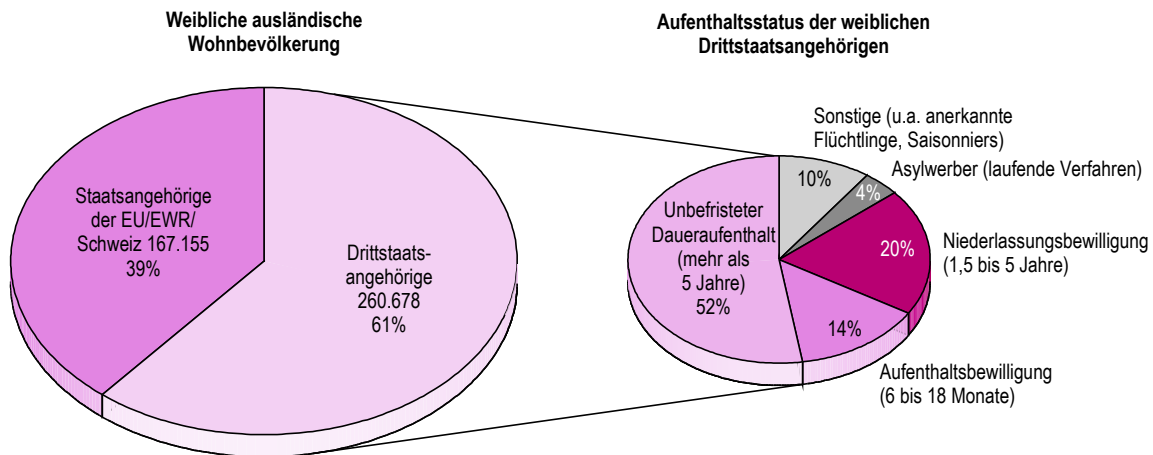 Weibliche ausländische
Wohnbevölkerung
Staatsangehörige
der EU/EWR/
Schweiz 167.155
39%
Drittstaats-
angehörige
260.678
61%
Aufenthaltsstatus der weiblichen
Drittstaatsangehörigen
Sonstige (u.a. anerkannte
Flüchtlinge, Saisonniers)
10%
Asylwerber (laufende Verfahren)
4%
Unbefristeter
Daueraufenthalt
(mehr als
5 Jahre)
52%
20%
Niederlassungsbewilligung
(1,5 bis 5 Jahre)
14%
Aufenthaltsbewilligung
(6 bis 18 Monate)